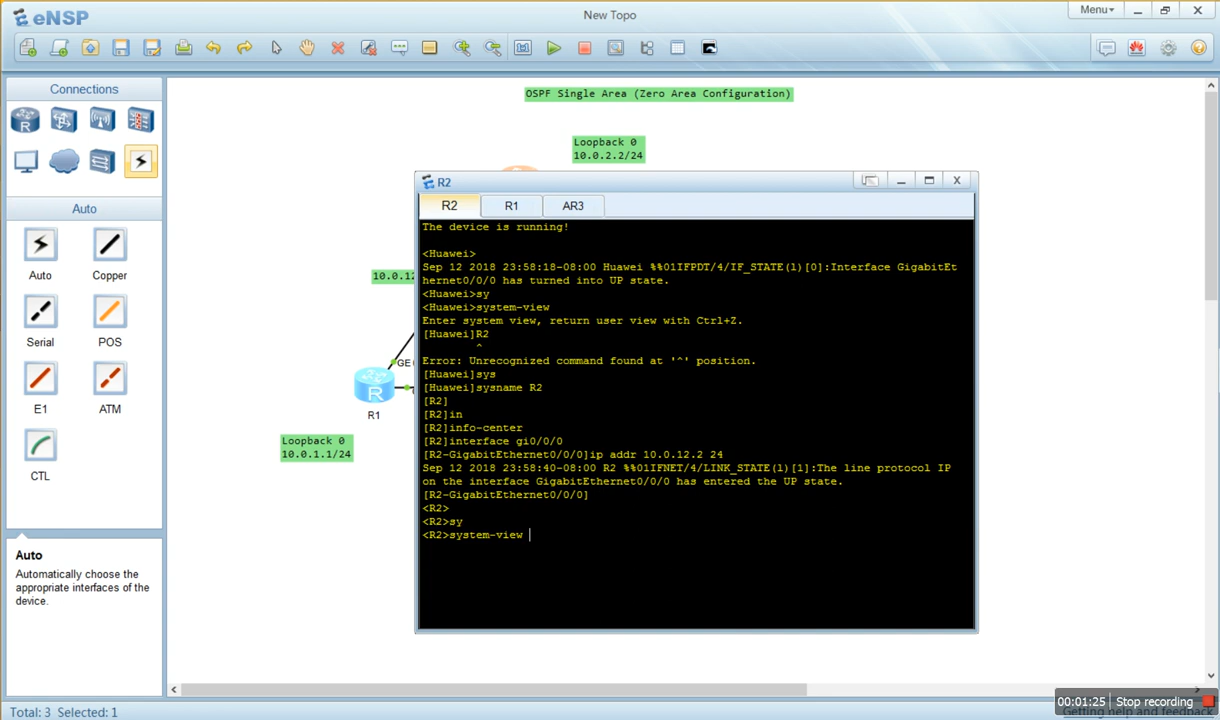 eNSP
New Topo
Menu
Connections
OSPF Single Area (Zero Area Configuration)
Loopback 0
10.0.2.2/24
R2
R2
R1
AR3
Auto
The device is running!
<Huawei>
Sep 12 2018 23:58:18-08:00 Huawei %%01IFPDT/4/IF_STATE(l)[0]:Interface GigabitEt
hernet0/0/0 has turned into UP state.
<Huawei>sy
<Huawei>system-view
Enter system view, return user view with Ctrl+Z.
[Huawei]R2
^
Error: Unrecognized command found at '^' position.
[Huawei]sys
[Huawei]sysname R2
[R2]
[R2]in
[R2]info-center
[R2]interface gi0/0/0
[R2-GigabitEthernet0/0/0]ip addr 10.0.12.2 24
Sep 12 2018 23:58:40-08:00 R2 %%01IFNET/4/LINK_STATE(l)[1]:The line protocol IP
on the interface GigabitEthernet0/0/0 has entered the UP state.
[R2-GigabitEthernet0/0/0]
<R2>
<R2>sy
<R2>system-view
10.0.12
GE
R
R1
Loopback 0
10.0.1.1/24
Auto
Copper
Serial
POS
E1
ATM
CTL
Auto
Automatically choose the
appropriate interfaces of the
device.
00:01:25
Stop recording
Total: 3 Selected: 1
Getting help and feedback